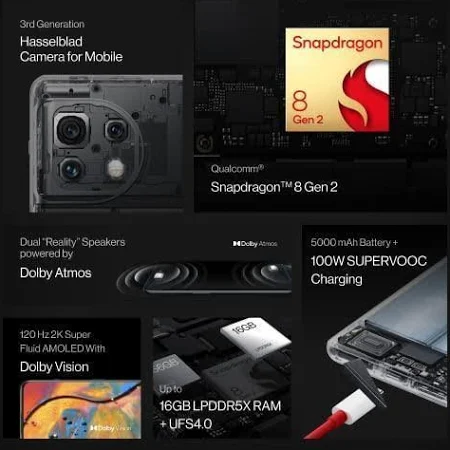 3rd Generation
Hasselblad
Camera for Mobile
Snapdragon
8
Gen 2
Qualcomm®
Snapdragon™ 8 Gen 2
Dual "Reality" Speakers
powered by
Dolby Atmos
Dolby Atmos
5000 mAh Battery +
100W SUPERVOOC
Charging
120 Hz 2K Super
Fluid AMOLED With
Dolby Vision
Dolby Vision
16GB
16GB
Up to
16GB LPDDR5X RAM
+ UFS4.0